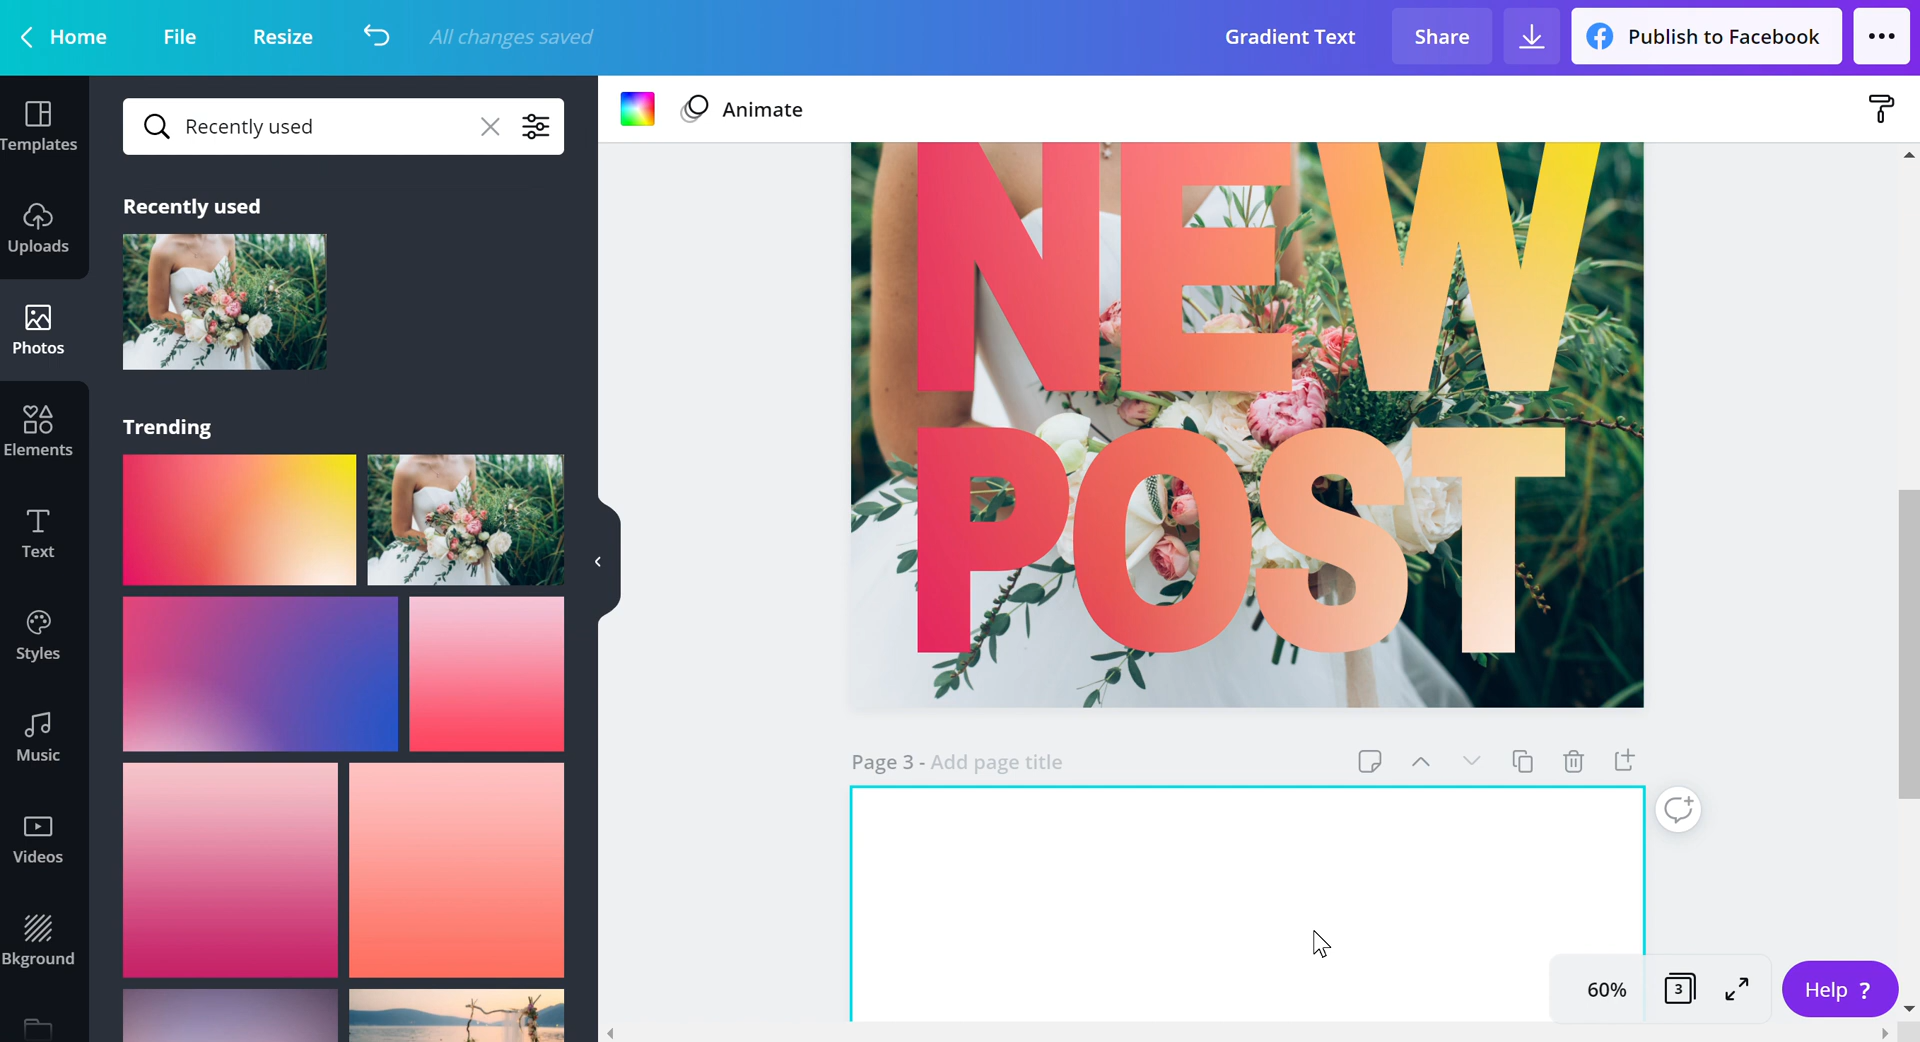 Home File Resize All changes saved Gradient Text Share Publish to Facebook
Recently used
Animate
Templates
Uploads
Photos
Elements
Text
Styles
Music
Videos
Bkground
Recently used
Trending
NEW
POST
Page 3 - Add page title
60% 3 Help ?